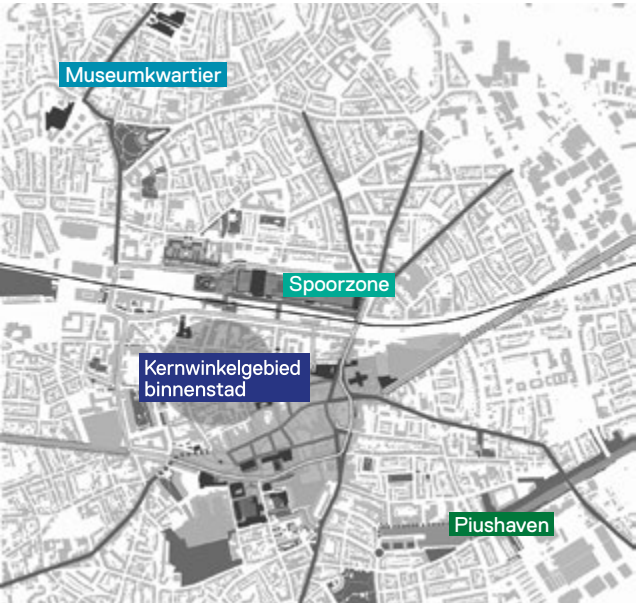 Museumkwartier
Spoorzone
Kernwinkelgebied
binnenstad
Piushaven